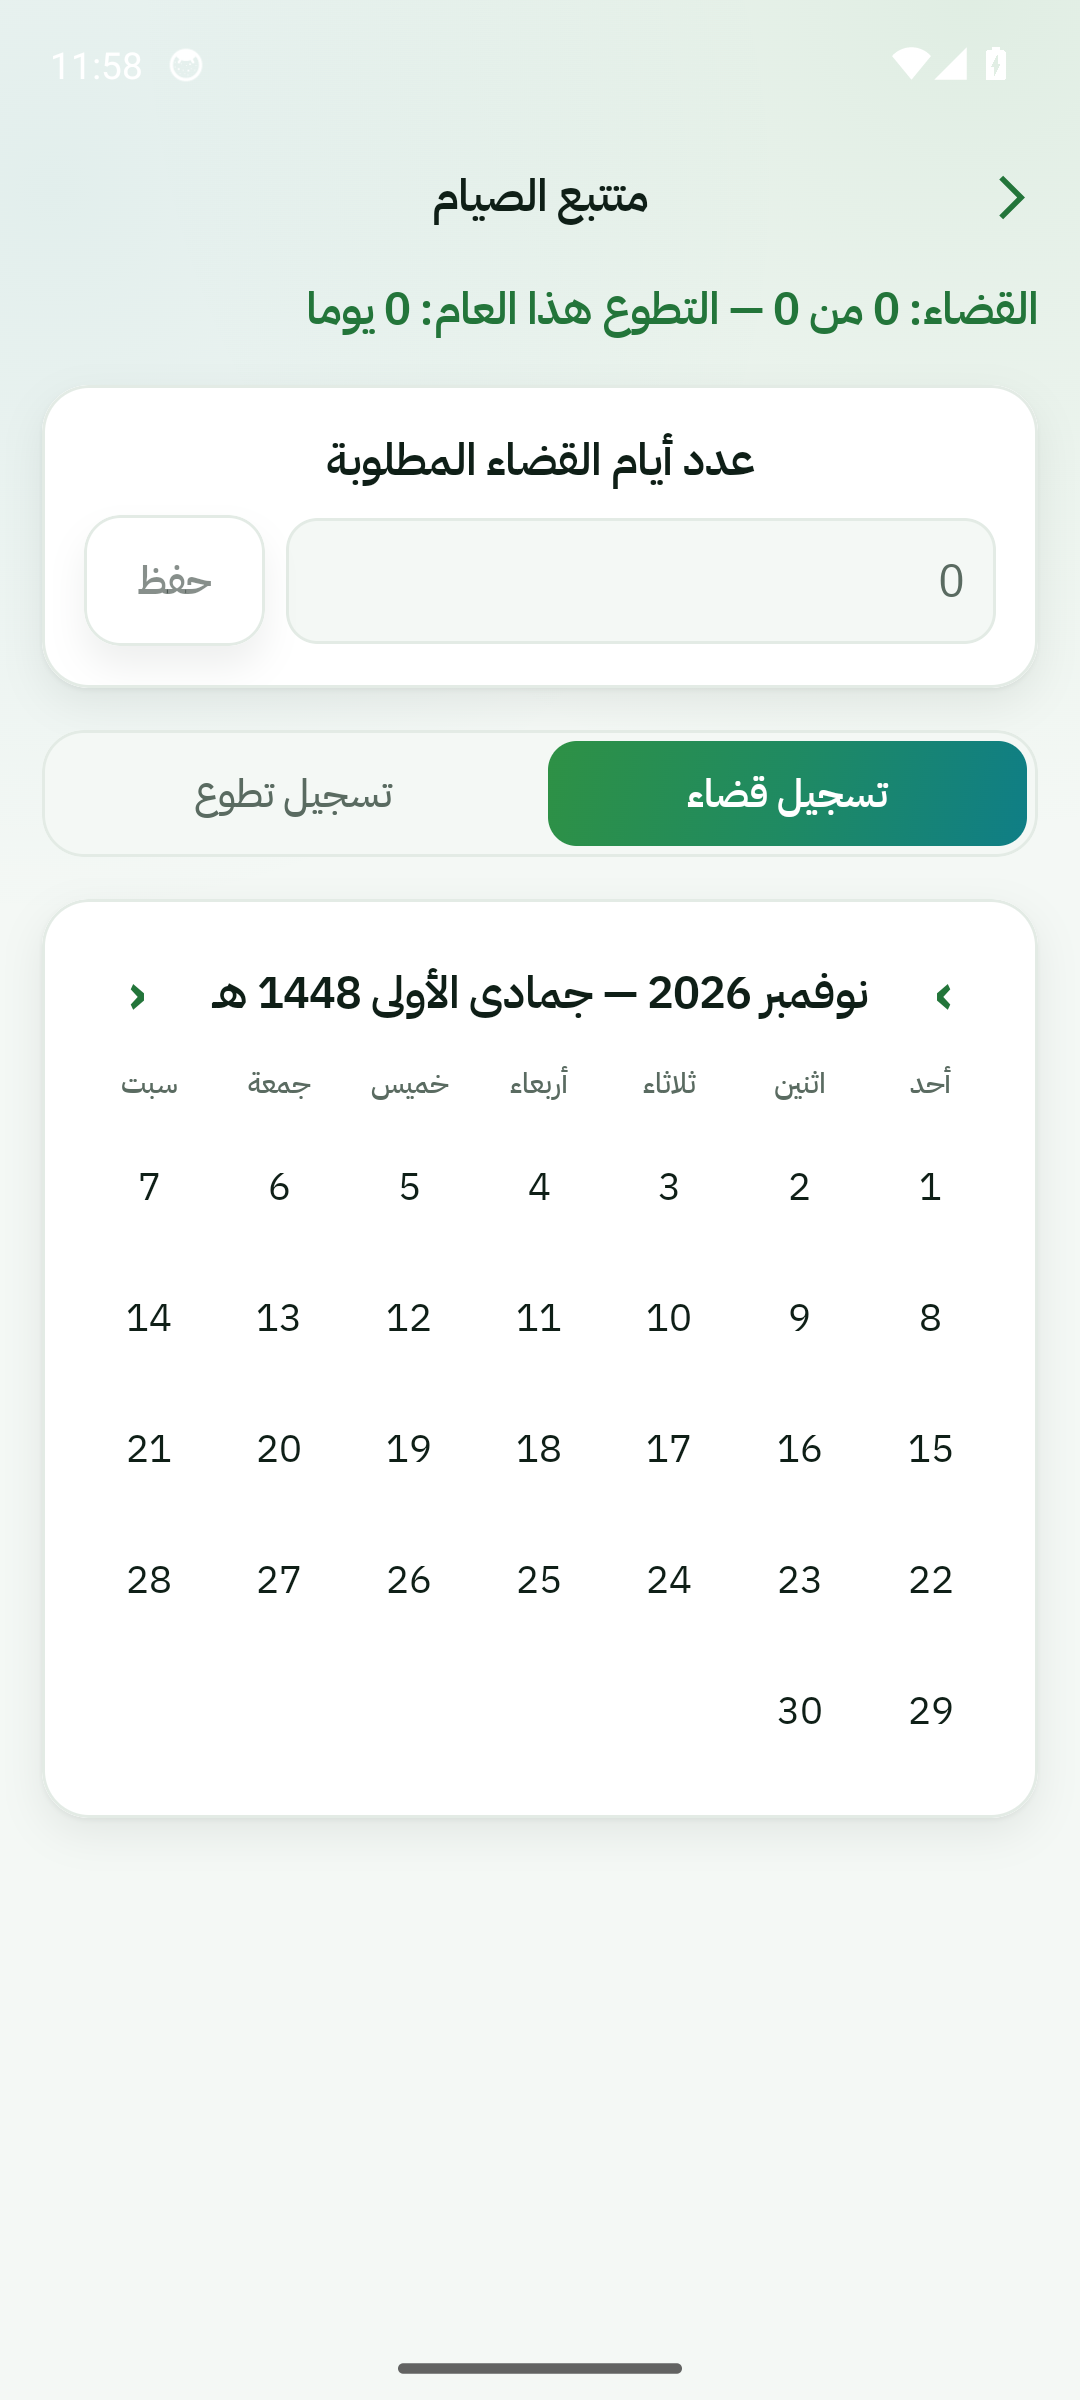 11:58
متتبع الصيام
القضاء: 0 من 0 — التطوع هذا العام: 0 يوما
عدد أيام القضاء المطلوبة
0
حفظ
تسجيل قضاء
تسجيل تطوع
نوفمبر 2026 — جمادى الأولى 1448 هـ
أحد اثنين ثلاثاء أربعاء خميس جمعة سبت
1 2 3 4 5 6 7
8 9 10 11 12 13 14
15 16 17 18 19 20 21
22 23 24 25 26 27 28
29 30